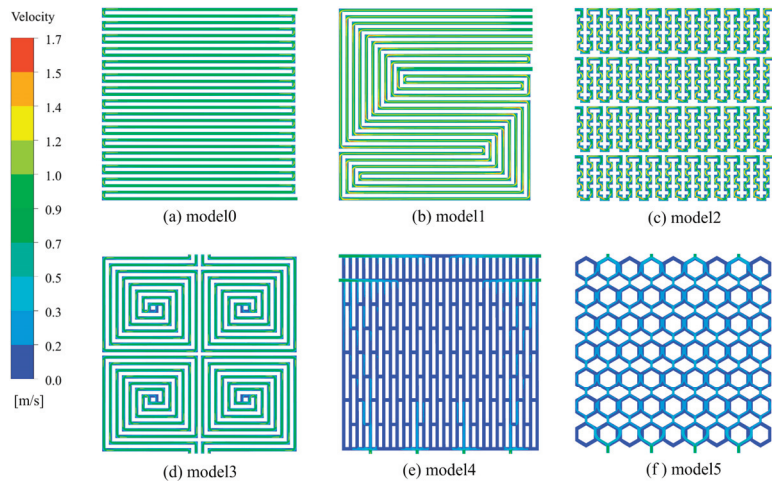 Velocity
1.7
1.5
1.4
1.2
1.0
0.9
0.7
0.5
0.3
0.2
0.0
[m/s]
(a) model0
(b) model1
(c) model2
(d) model3
(e) model4
(f) model5